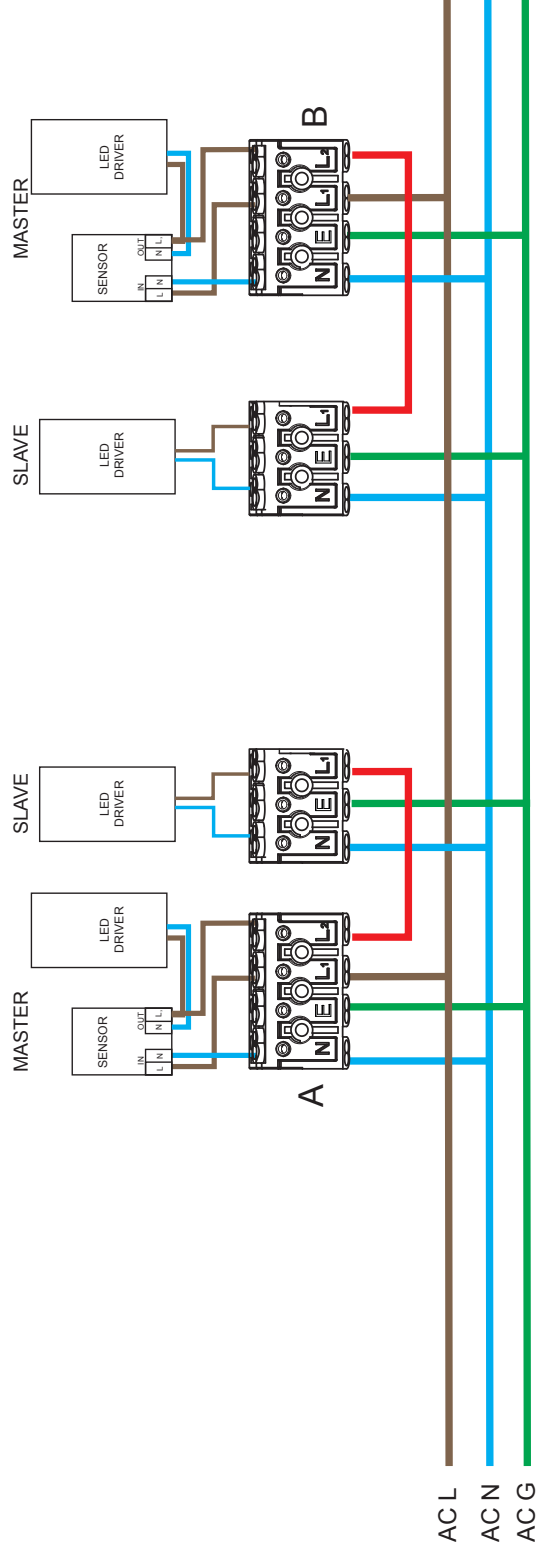 MASTER
SENSOR
IN
OUT
L
N
N
L,
LED
DRIVER
A
N
E
L1
L2
SLAVE
LED
DRIVER
N
E
L1
SLAVE
LED
DRIVER
N
E
L1
MASTER
SENSOR
IN
OUT
L
N
N
L,
LED
DRIVER
N
E
L1
L2
B
AC L
AC N
AC G